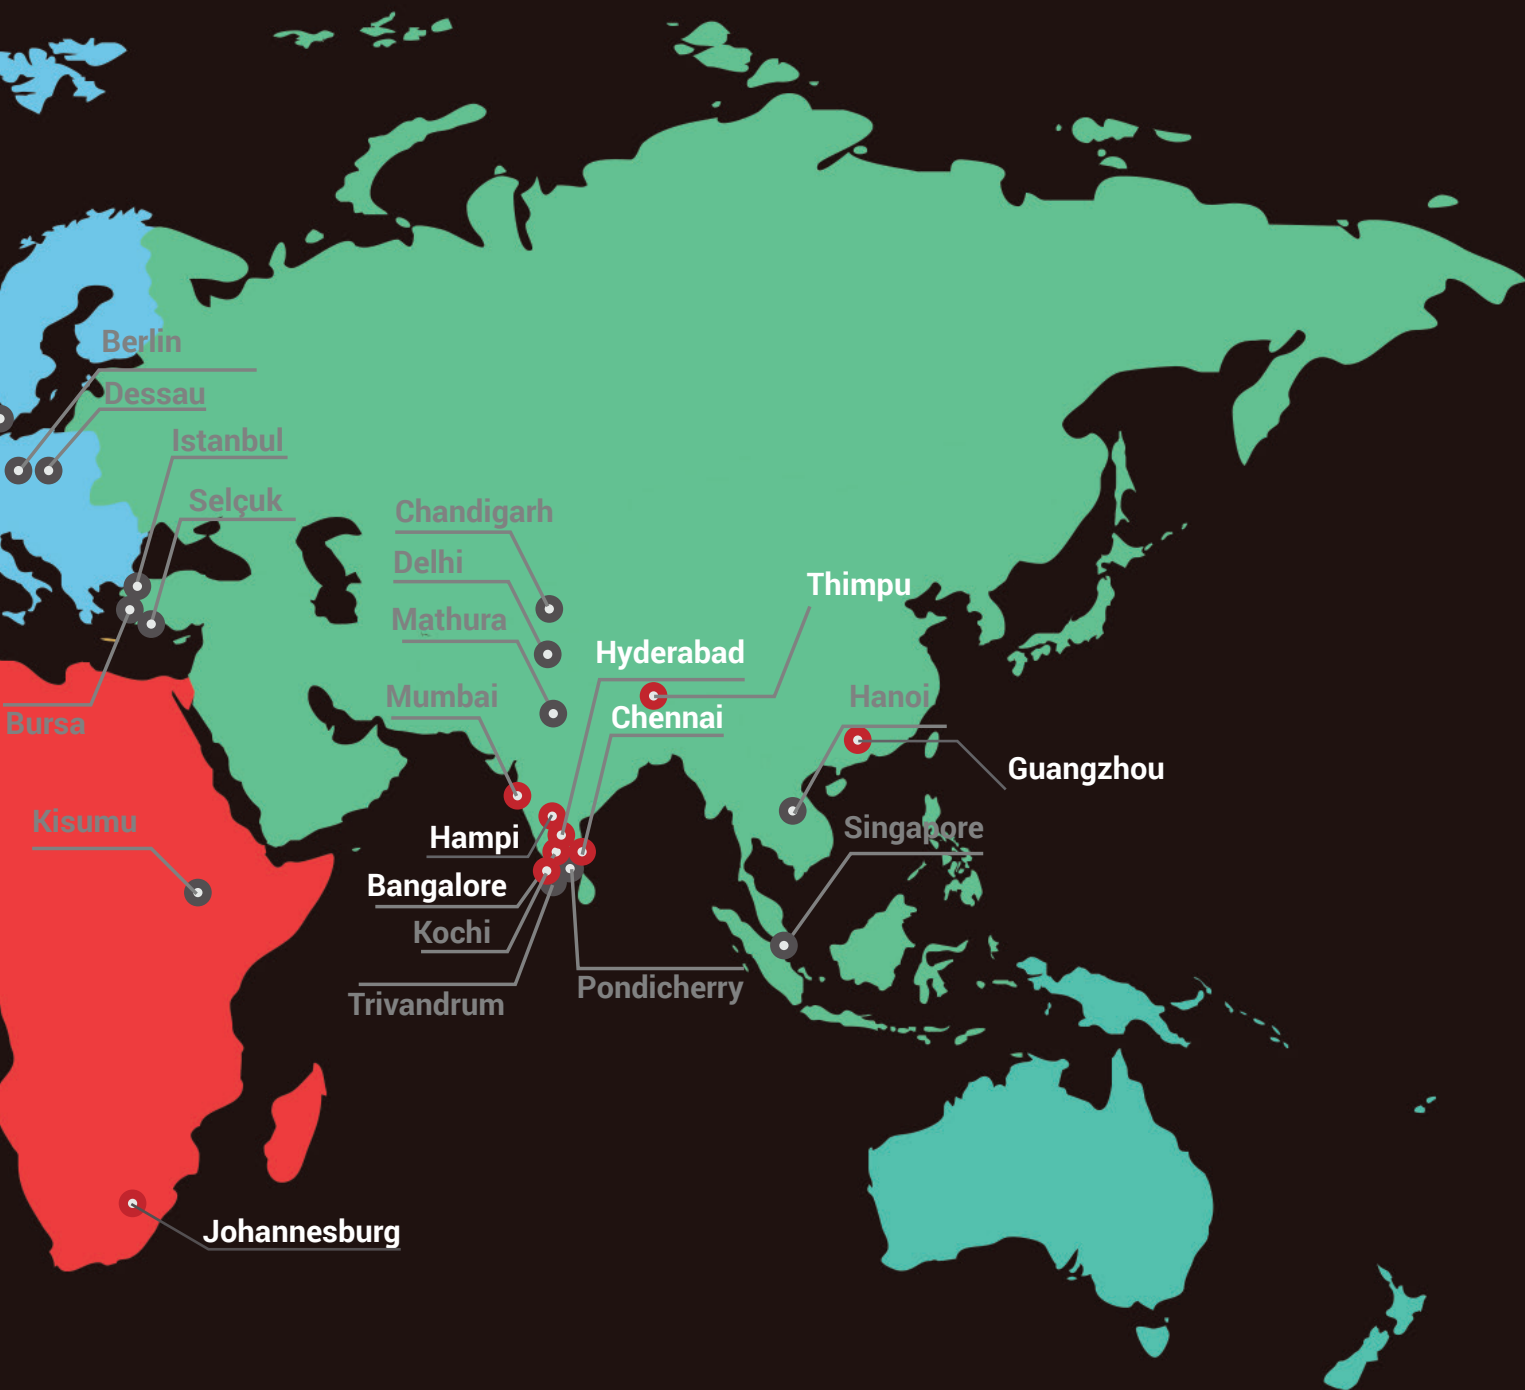 Berlin
Dessau
Istanbul
Selçuk
Chandigarh
Delhi
Thimpu
Mathura
Hyderabad
Mumbai
Hanoi
Chennai
Bursa
Guangzhou
Kisumu
Singapore
Hampi
Bangalore
Kochi
Pondicherry
Trivandrum
Johannesburg